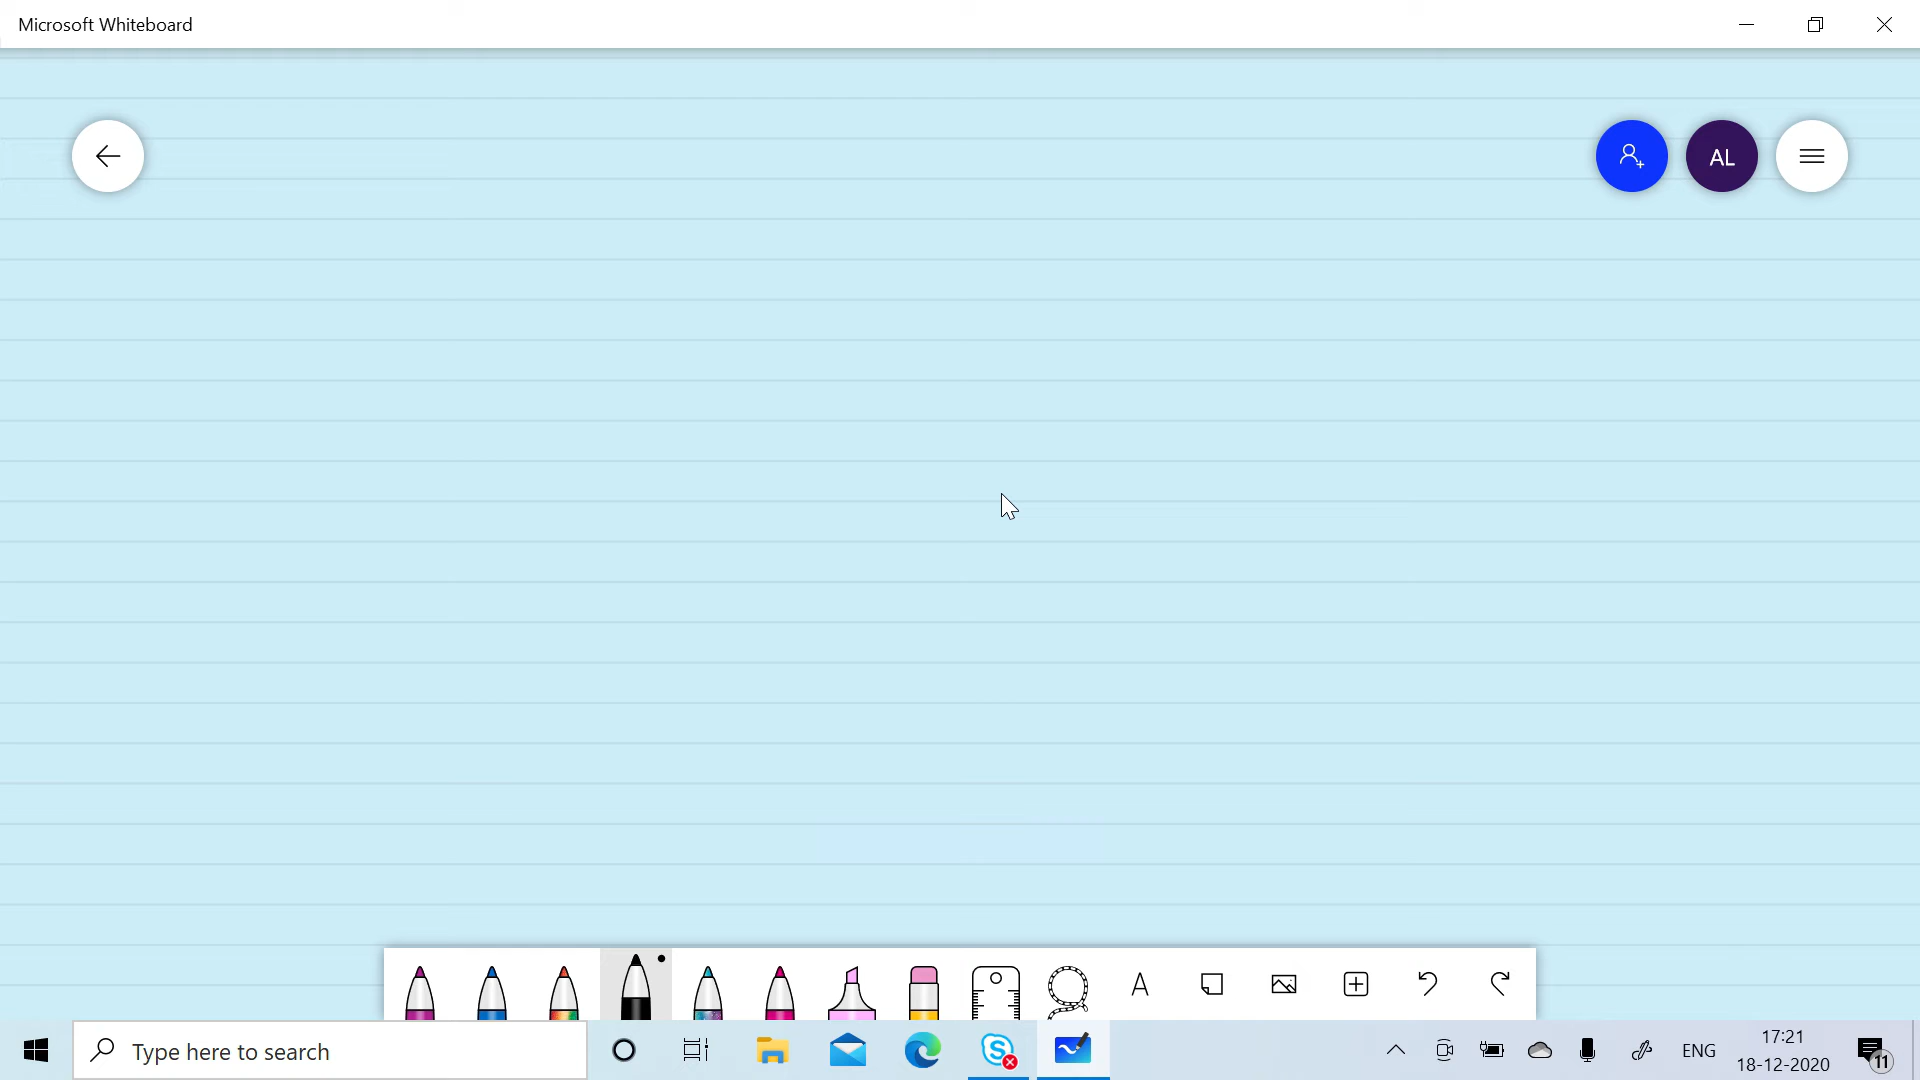 Microsoft Whiteboard
AL
A
Type here to search
ENG
17:21
18-12-2020
11